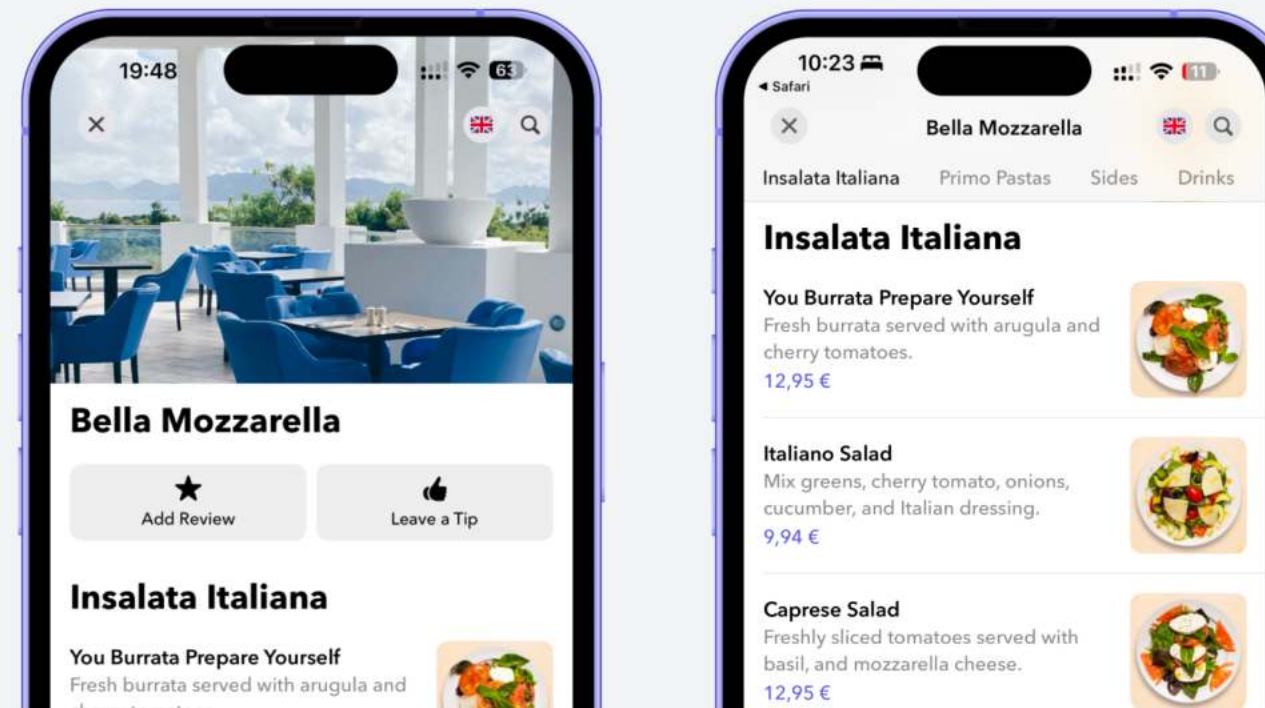 19:48
63
Bella Mozzarella
Add Review
Leave a Tip
Insalata Italiana
You Burrata Prepare Yourself
Fresh burrata served with arugula and
10:23
11
◄ Safari
Bella Mozzarella
Insalata Italiana
Primo Pastas
Sides
Drinks
Insalata Italiana
You Burrata Prepare Yourself
Fresh burrata served with arugula and
cherry tomatoes.
12,95 €
Italiano Salad
Mix greens, cherry tomato, onions,
cucumber, and Italian dressing.
9,94 €
Caprese Salad
Freshly sliced tomatoes served with
basil, and mozzarella cheese.
12,95 €